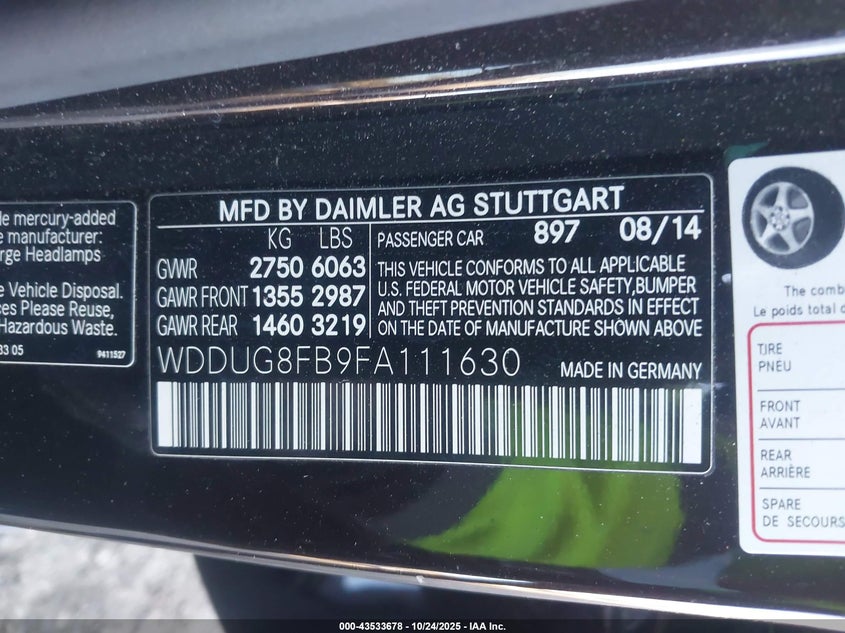 le mercury-added
e manufacturer:
rge Headlamps
e Vehicle Disposal.
ces Please Reuse,
Hazardous Waste.
33 05
9411527
MFD BY DAIMLER AG STUTTGART
KG LBS
GVWR 2750 6063
GAWR FRONT 1355 2987
GAWR REAR 1460 3219
PASSENGER CAR 897 08/14
THIS VEHICLE CONFORMS TO ALL APPLICABLE
U.S. FEDERAL MOTOR VEHICLE SAFETY,BUMPER
AND THEFT PREVENTION STANDARDS IN EFFECT
ON THE DATE OF MANUFACTURE SHOWN ABOVE
WDDUG8FB9FA111630
MADE IN GERMANY
The comb
Le poids total d
TIRE
PNEU
FRONT
AVANT
REAR
ARRIÈRE
SPARE
DE SECOURS
000-43533678 - 10/24/2025 - IAA Inc.